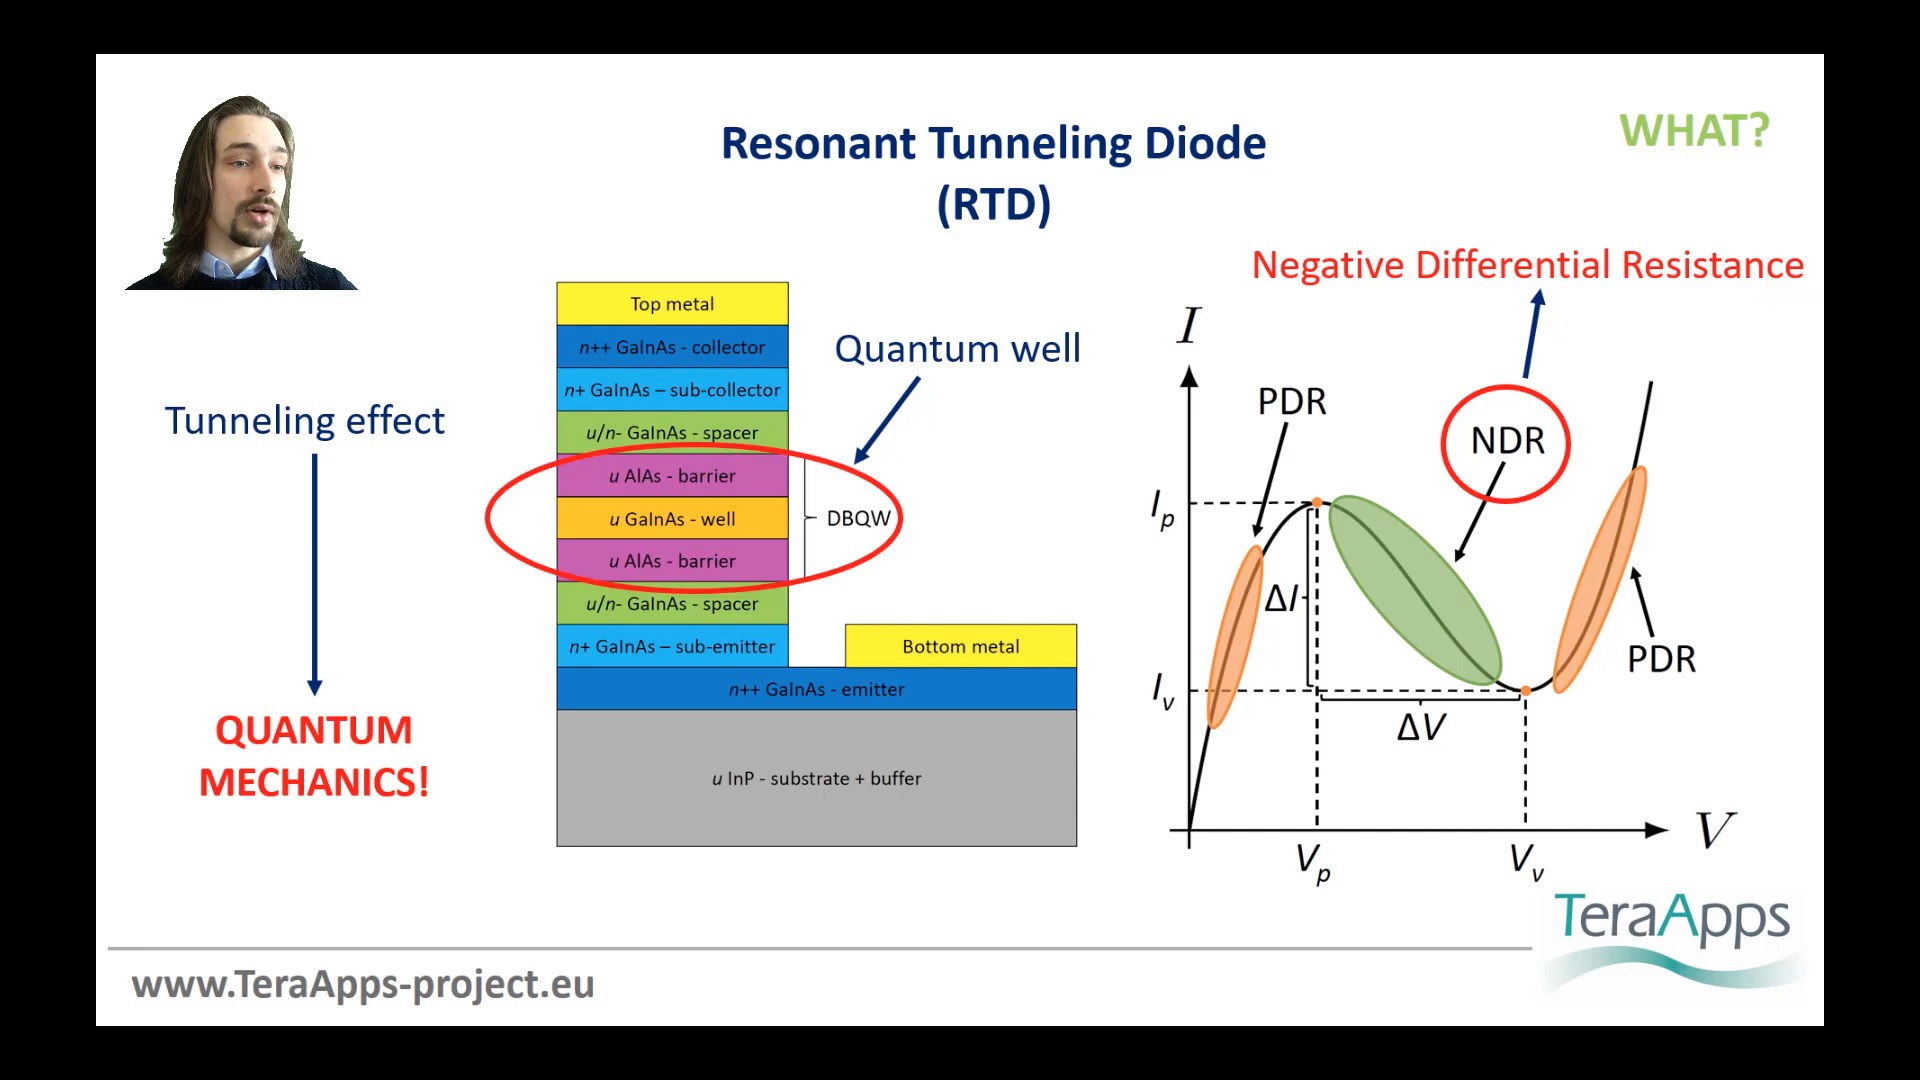 Resonant Tunneling Diode
(RTD)
WHAT?
Negative Differential Resistance
Tunneling effect
QUANTUM
MECHANICS!
Top metal
n++ GaInAs - collector
n+ GaInAs – sub-collector
u/n- GaInAs - spacer
u AlAs - barrier
u GaInAs - well
u AlAs - barrier
u/n- GaInAs - spacer
n+ GaInAs – sub-emitter
Bottom metal
n++ GaInAs - emitter
u InP - substrate + buffer
Quantum well
DBQW
I
PDR
NDR
Ip
ΔI
Iv
ΔV
PDR
V
Vp
Vv
TeraApps
www.TeraApps-project.eu